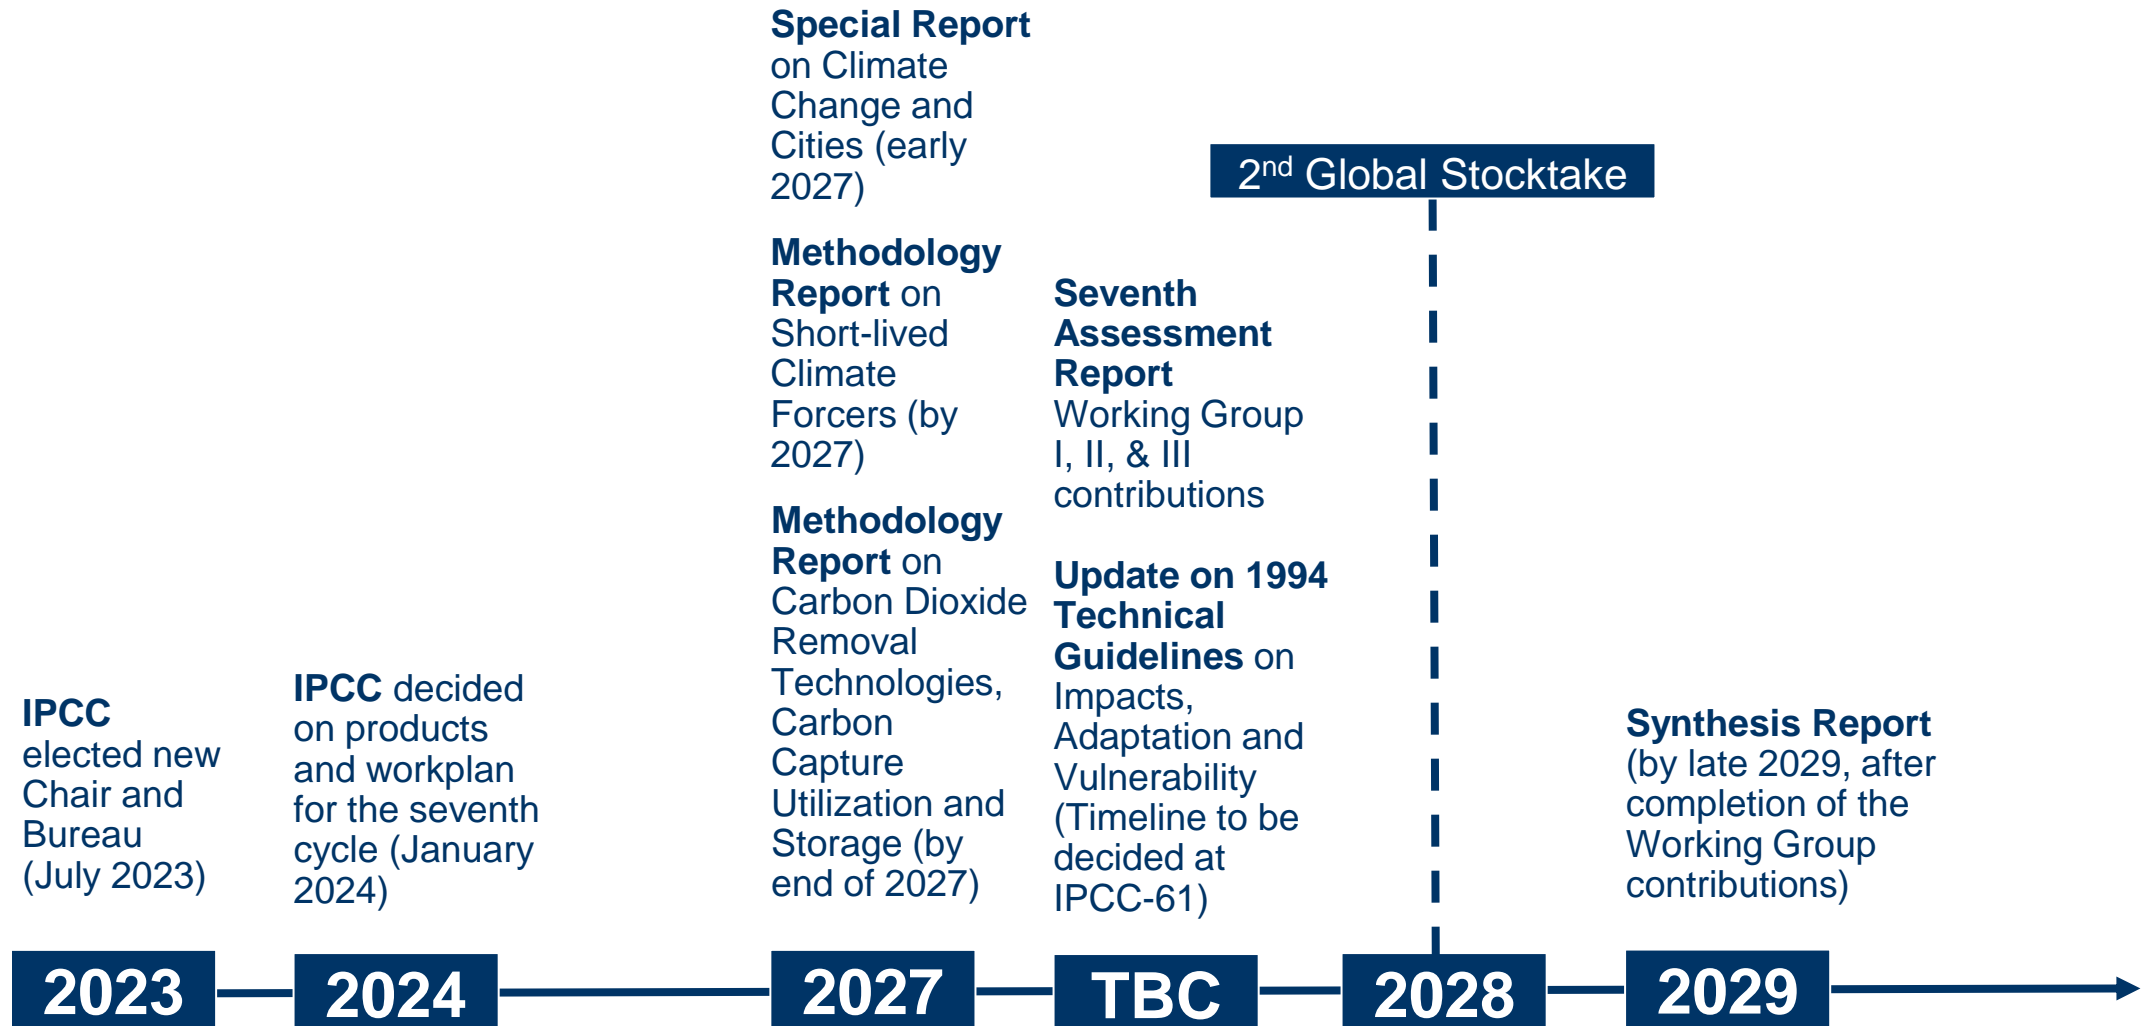 IPCC
elected new
Chair and
Bureau
(July 2023)
IPCC decided
on products
and workplan
for the seventh
cycle (January
2024)
Special Report
on Climate
Change and
Cities (early
2027)
Methodology
Report on
Short-lived
Climate
Forcers (by
2027)
Methodology
Report on
Carbon Dioxide
Removal
Technologies,
Carbon
Capture
Utilization and
Storage (by
end of 2027)
Seventh
Assessment
Report
Working Group
I, II, & III
contributions
Update on 1994
Technical
Guidelines on
Impacts,
Adaptation and
Vulnerability
(Timeline to be
decided at
IPCC-61)
2nd Global Stocktake
Synthesis Report
(by late 2029, after
completion of the
Working Group
contributions)
2023
2024
2027
TBC
2028
2029